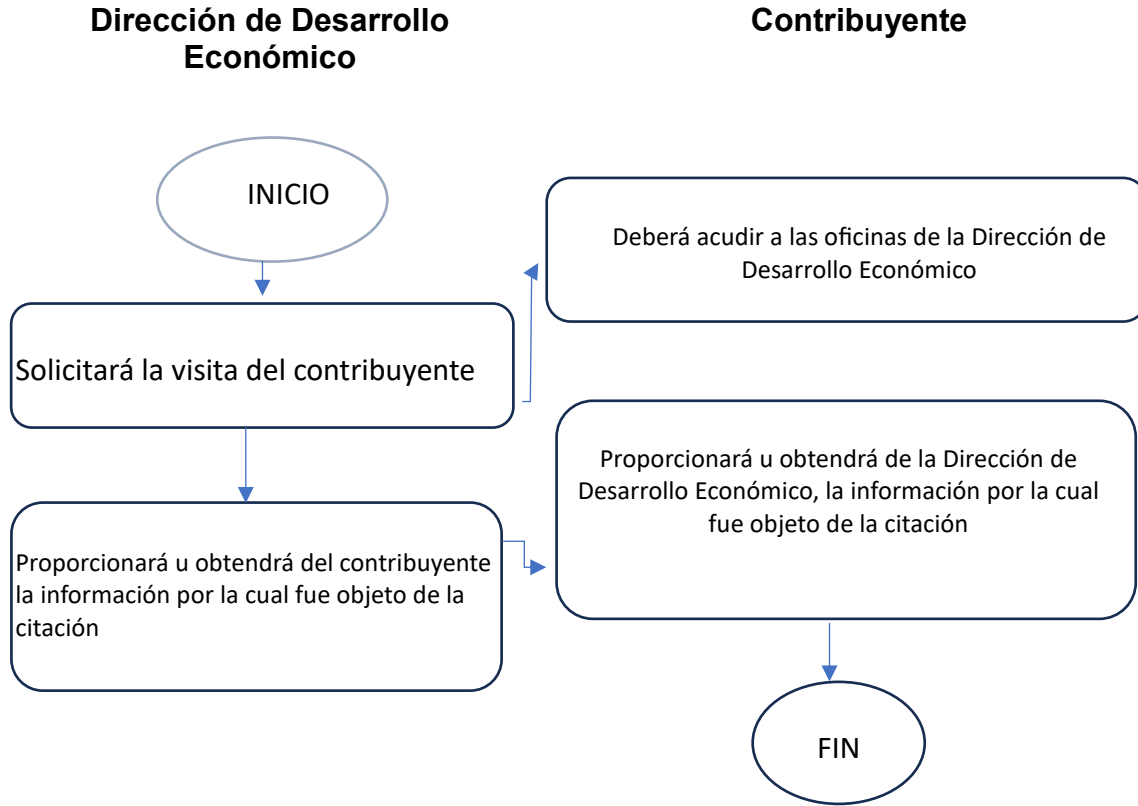 Dirección de Desarrollo
Económico
Contribuyente
INICIO
Deberá acudir a las oficinas de la Dirección de
Desarrollo Económico
Solicitará la visita del contribuyente
Proporcionará u obtendrá de la Dirección de
Desarrollo Económico, la información por la cual
fue objeto de la citación
Proporcionará u obtendrá del contribuyente
la información por la cual fue objeto de la
citación
FIN